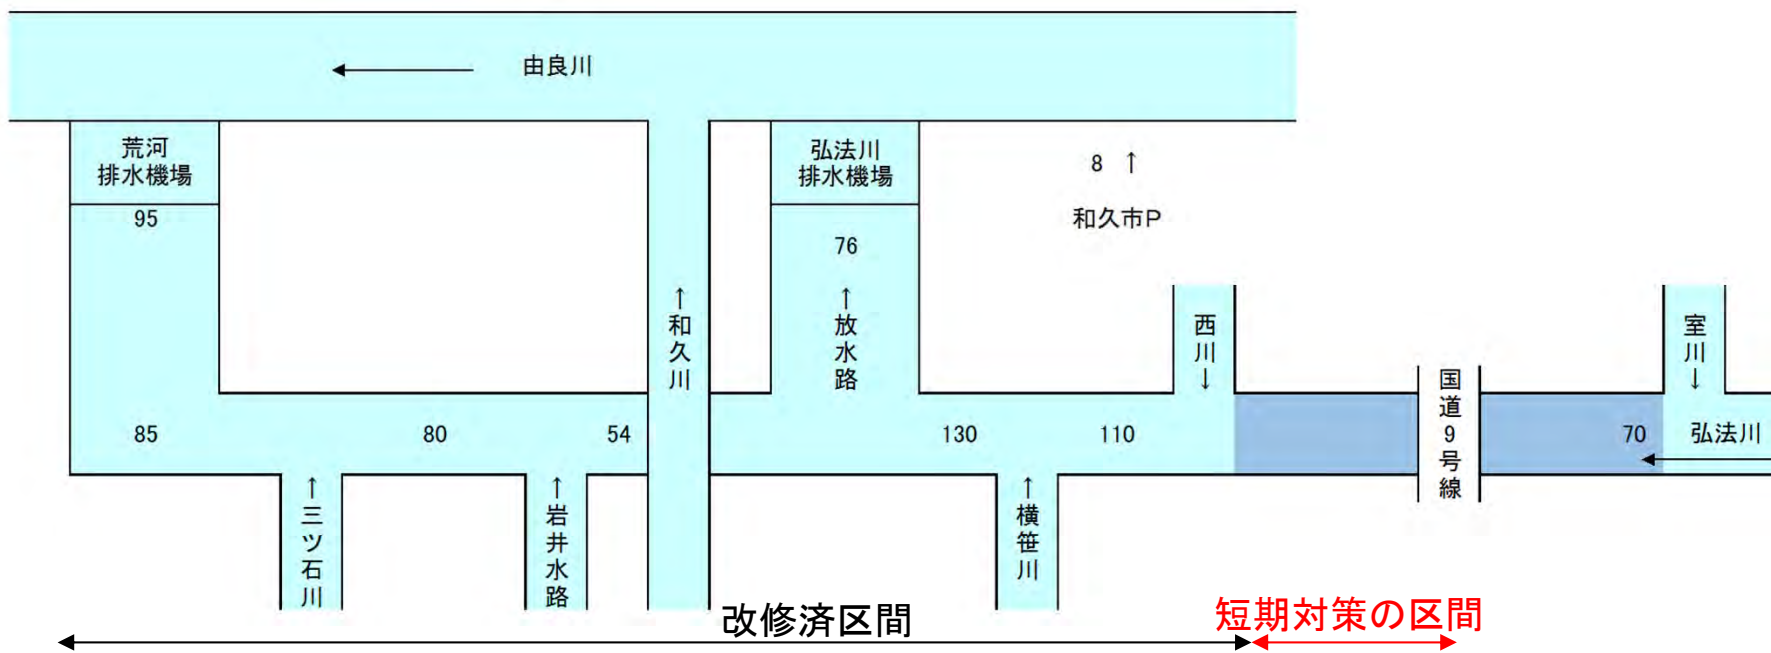 由良川
荒河
排水機場
95
弘法川
排水機場
76
8 ↑
和久市P
↑和久川
↑放水路
西川↓
国道9号線
室川↓
85
80
54
130
110
70
弘法川
↑三ツ石川
↑岩井水路
↑横笹川
改修済区間
短期対策の区間